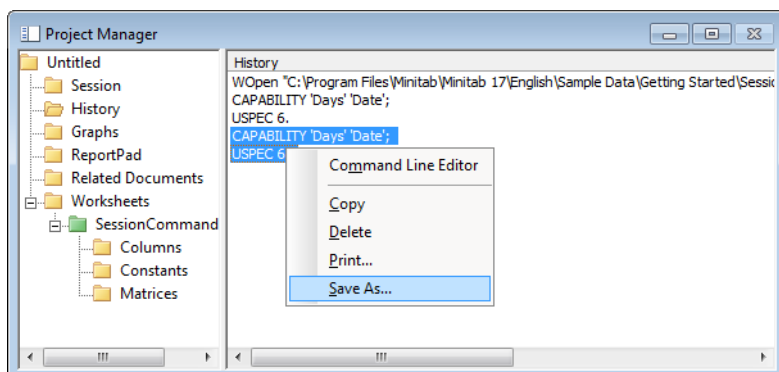 Project Manager
Untitled
Session
History
Graphs
ReportPad
Related Documents
Worksheets
SessionCommand
Columns
Constants
Matrices
History
WOpen "C:\Program Files\Minitab\Minitab 17\English\Sample Data\Getting Started\Sessic
CAPABILITY 'Days' 'Date';
USPEC 6.
CAPABILITY 'Days' 'Date';
USPEC 6
Command Line Editor
Copy
Delete
Print...
Save As...